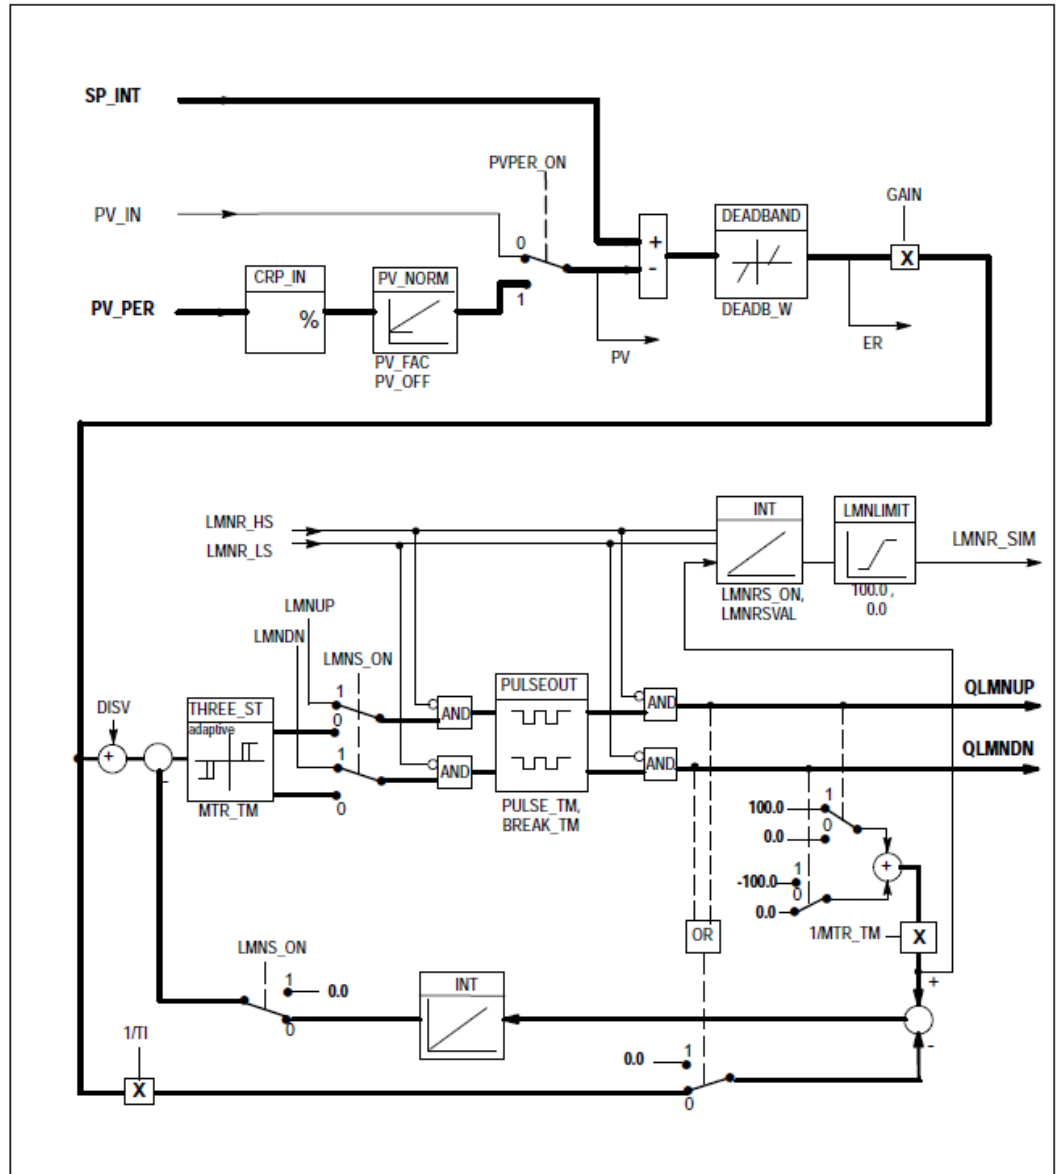 SP_INT
PVPER_ON
GAIN
PV_IN
DEADBAND
0
+
X
CRP_IN
PV_NORM
-
PV_PER
%
1
DEADB_W
PV
ER
PV_FAC
PV_OFF
INT
LMNLIMIT
LMNR_HS
LMNR_LS
LMNR_SIM
LMNRS_ON,
LMNRSVAL
100.0 ,
0.0
LMNUP
LMNDN
LMNS_ON
PULSEOUT
QLMNUP
DISV
THREE_ST
1
AND
AND
adaptive
0
QLMNDN
+
1
AND
AND
-
MTR_TM
0
PULSE_TM,
BREAK_TM
1
100.0
0.0
0
+
1
-100.0
0
0.0
OR
1/MTR_TM
X
LMNS_ON
INT
+
1
0.0
0
-
1/TI
0.0
1
X
0